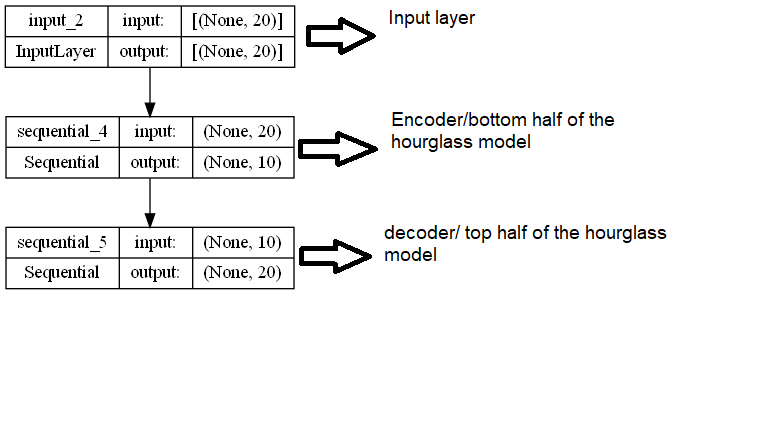 input_2 input: [(None, 20)]
InputLayer output: [(None, 20)]
Input layer
sequential_4 input: (None, 20)
Sequential output: (None, 10)
Encoder/bottom half of the
hourglass model
sequential_5 input: (None, 10)
Sequential output: (None, 20)
decoder/ top half of the hourglass
model